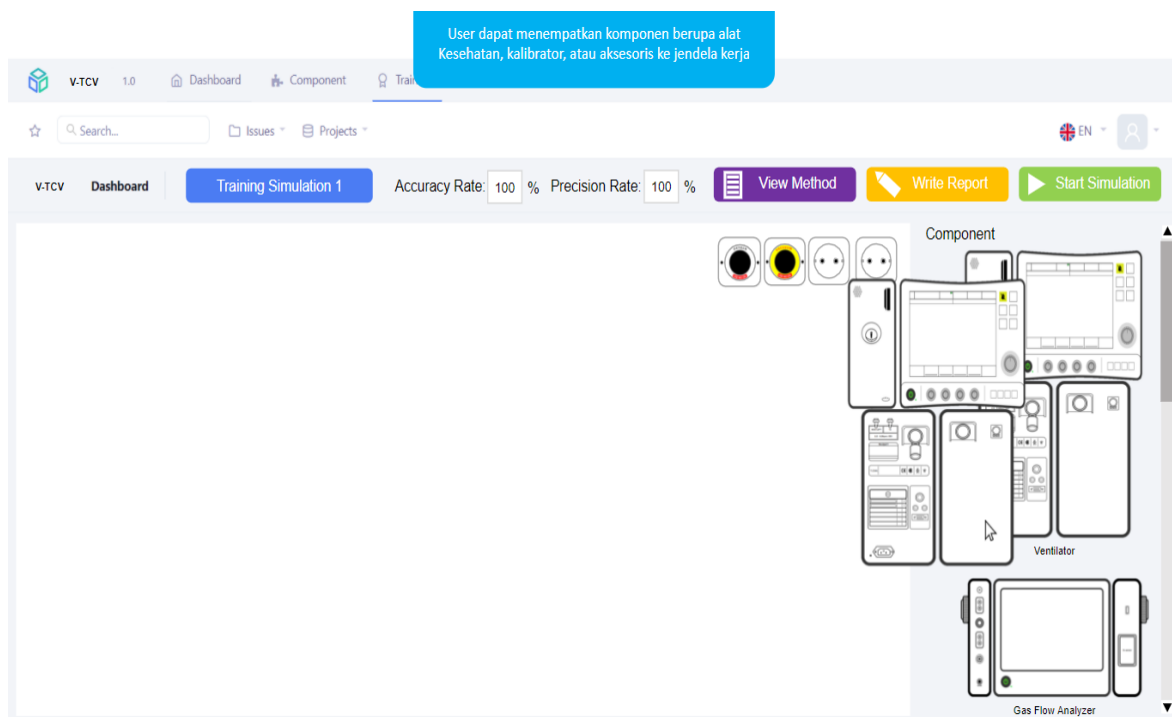 User dapat menempatkan komponen berupa alat
Kesehatan, kalibrator, atau aksesoris ke jendela kerja
V-TCV 1.0 Dashboard Component Train
Search... Issues Projects EN
V-TCV Dashboard Training Simulation 1 Accuracy Rate: 100 % Precision Rate: 100 % View Method Write Report Start Simulation
Component
Ventilator
Gas Flow Analyzer